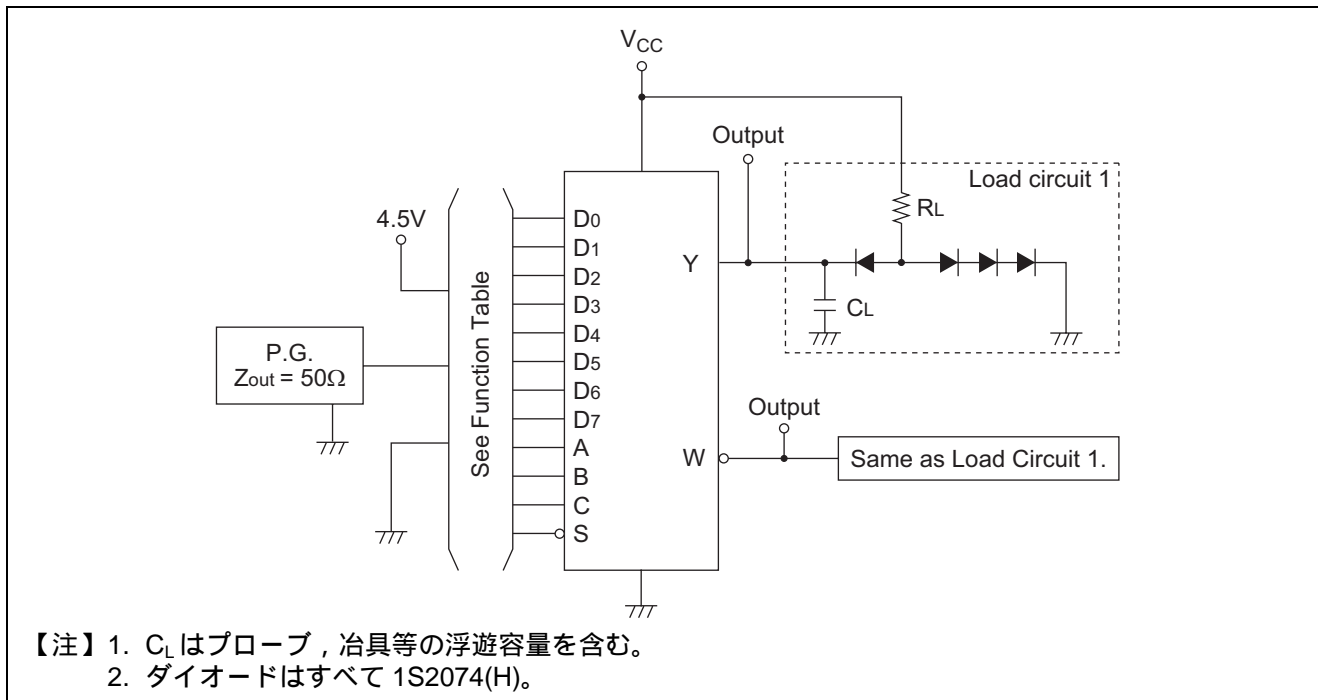 VCC
Output
Load circuit 1
RL
4.5V
D0
D1
D2
D3
D4
D5
D6
D7
A
B
C
S
Y
W
CL
See Function Table
P.G.
Zout = 50Ω
Output
Same as Load Circuit 1.
【注】1. CLはプローブ，冶具等の浮遊容量を含む。
2. ダイオードはすべて 1S2074(H)。